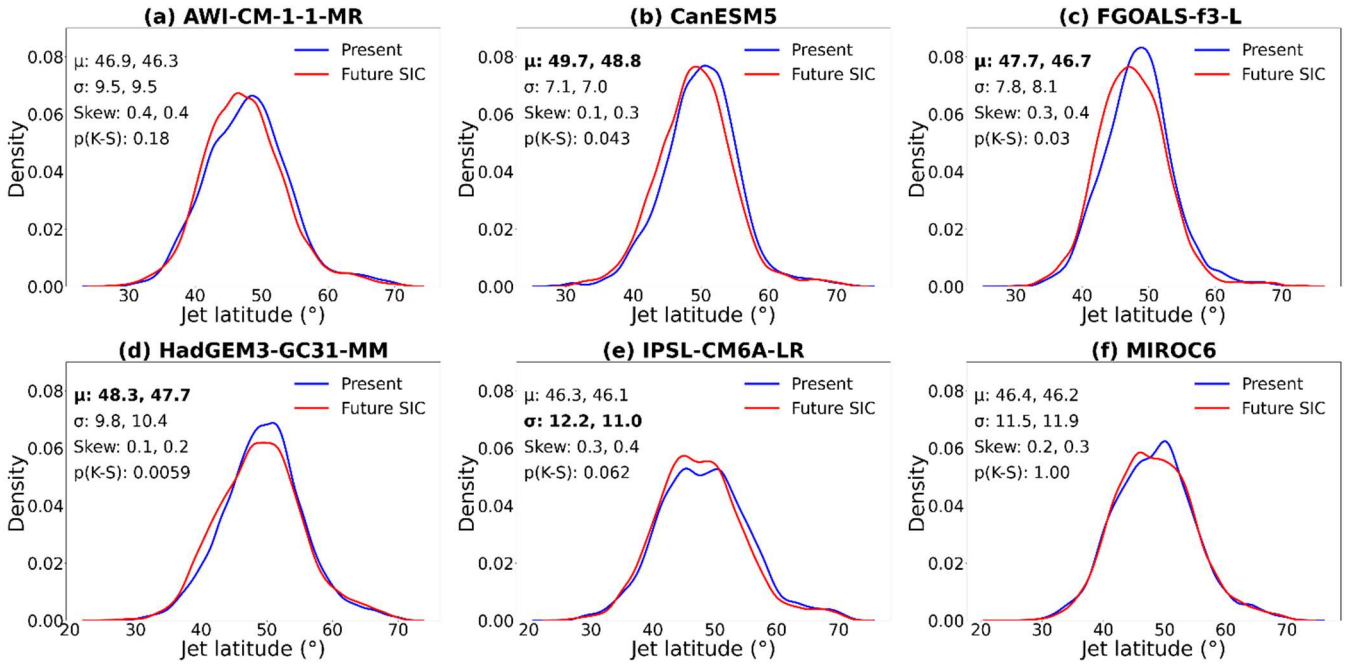 (a) AWI-CM-1-1-MR
μ: 46.9, 46.3
σ: 9.5, 9.5
Skew: 0.4, 0.4
p(K-S): 0.18
Present
Future SIC
0.08
0.06
0.04
0.02
0.00
Density
30 40 50 60 70
Jet latitude (°)
(b) CanESM5
μ: 49.7, 48.8
σ: 7.1, 7.0
Skew: 0.1, 0.3
p(K-S): 0.043
Present
Future SIC
0.08
0.06
0.04
0.02
0.00
Density
30 40 50 60 70
Jet latitude (°)
(c) FGOALS-f3-L
μ: 47.7, 46.7
σ: 7.8, 8.1
Skew: 0.3, 0.4
p(K-S): 0.03
Present
Future SIC
0.08
0.06
0.04
0.02
0.00
Density
30 40 50 60 70
Jet latitude (°)
(d) HadGEM3-GC31-MM
μ: 48.3, 47.7
σ: 9.8, 10.4
Skew: 0.1, 0.2
p(K-S): 0.0059
Present
Future SIC
0.08
0.06
0.04
0.02
0.00
Density
20 30 40 50 60 70
Jet latitude (°)
(e) IPSL-CM6A-LR
μ: 46.3, 46.1
σ: 12.2, 11.0
Skew: 0.3, 0.4
p(K-S): 0.062
Present
Future SIC
0.08
0.06
0.04
0.02
0.00
Density
20 30 40 50 60 70
Jet latitude (°)
(f) MIROC6
μ: 46.4, 46.2
σ: 11.5, 11.9
Skew: 0.2, 0.3
p(K-S): 1.00
Present
Future SIC
0.08
0.06
0.04
0.02
0.00
Density
20 30 40 50 60 70
Jet latitude (°)